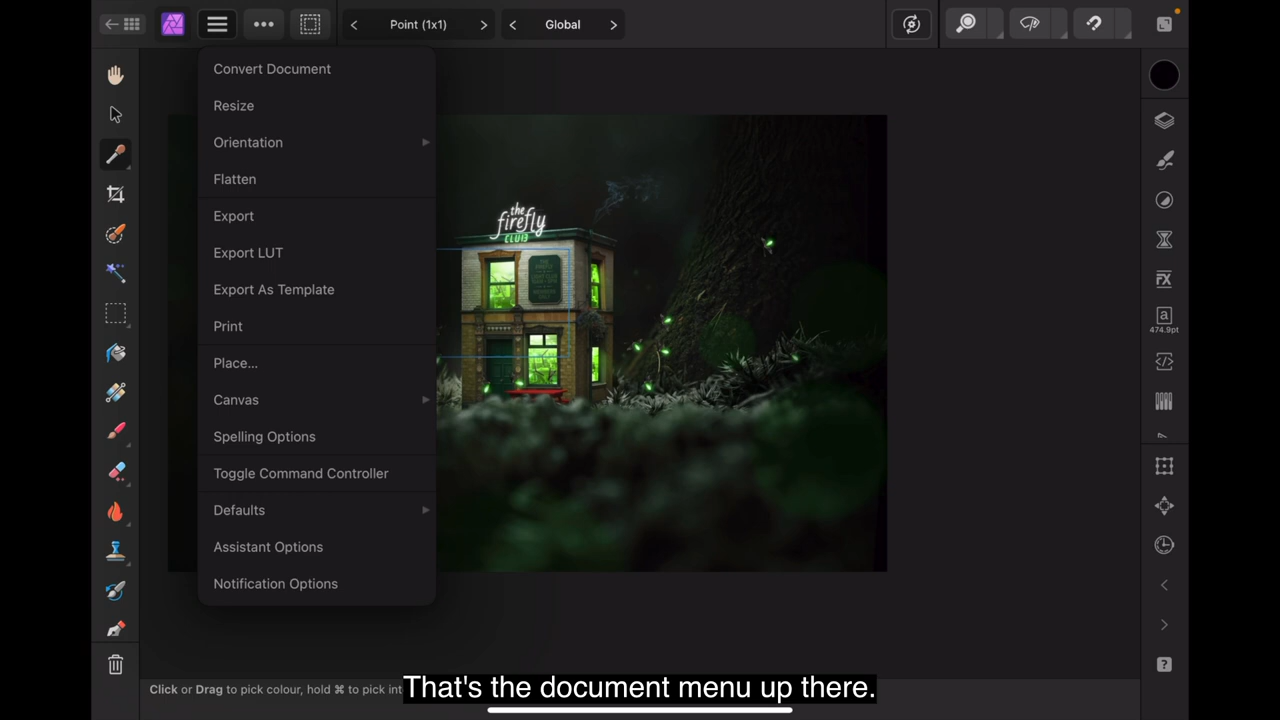 Point (1x1)
Global
Convert Document
Resize
Orientation
Flatten
Export
Export LUT
Export As Template
Print
Place...
Canvas
Spelling Options
Toggle Command Controller
Defaults
Assistant Options
Notification Options
the
firefly
CLUB
FX
a
474.9pt
?
Click or Drag to pick colour, hold ⌘ to pick int
That's the document menu up there.